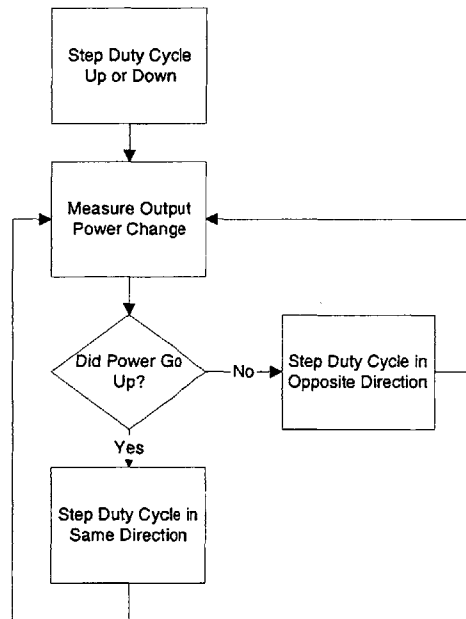 Step Duty Cycle
Up or Down
Measure Output
Power Change
Did Power Go
Up?
No
Step Duty Cycle in
Opposite Direction
Yes
Step Duty Cycle in
Same Direction